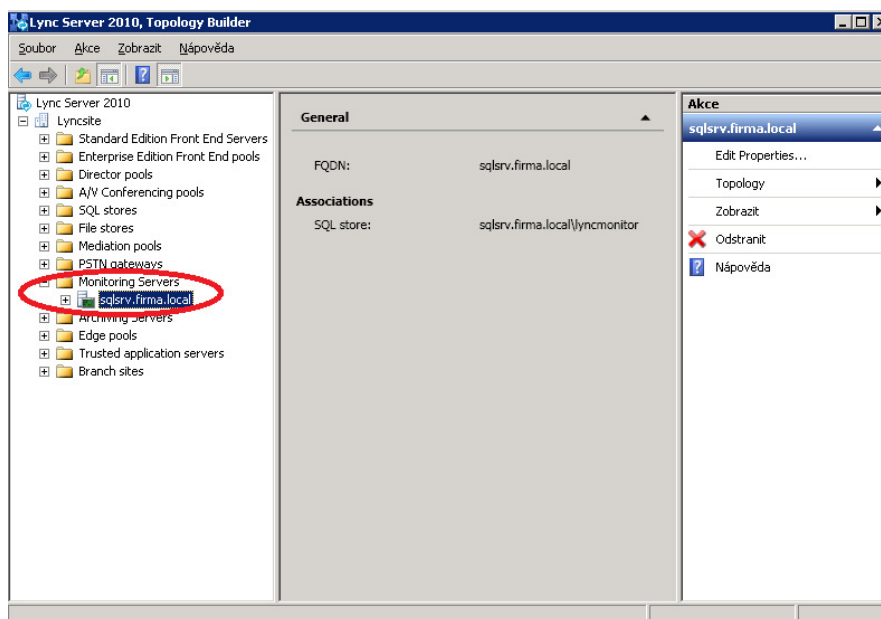 Lync Server 2010, Topology Builder
Soubor Akce Zobrazit Nápověda
Lync Server 2010
Lyncsite
Standard Edition Front End Servers
Enterprise Edition Front End pools
Director pools
A/V Conferencing pools
SQL stores
File stores
Mediation pools
PSTN gateways
Monitoring Servers
sqlsrv.firma.local
Archiving Servers
Edge pools
Trusted application servers
Branch sites
General
FQDN: sqlsrv.firma.local
Associations
SQL store: sqlsrv.firma.local\lyncmonitor
Akce
sqlsrv.firma.local
Edit Properties...
Topology
Zobrazit
Odstranit
Nápověda